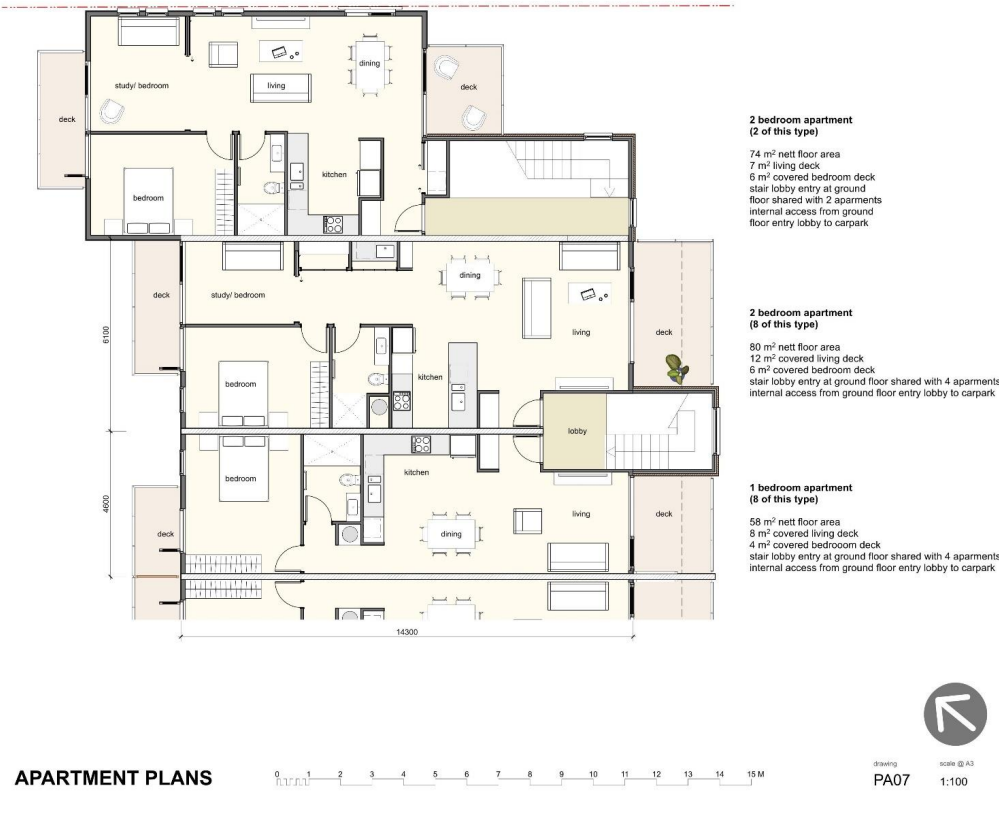 study/ bedroom
living
dining
deck
deck
bedroom
kitchen
2 bedroom apartment
(2 of this type)
74 m² nett floor area
7 m² living deck
6 m² covered bedroom deck
stair lobby entry at ground
floor shared with 2 aparments
internal access from ground
floor entry lobby to carpark
deck
study/ bedroom
dining
living
deck
6100
bedroom
kitchen
lobby
2 bedroom apartment
(8 of this type)
80 m² nett floor area
12 m² covered living deck
6 m² covered bedroom deck
stair lobby entry at ground floor shared with 4 aparments
internal access from ground floor entry lobby to carpark
bedroom
kitchen
4600
living
deck
deck
dining
1 bedroom apartment
(8 of this type)
58 m² nett floor area
8 m² covered living deck
4 m² covered bedrooom deck
stair lobby entry at ground floor shared with 4 aparments
internal access from ground floor entry lobby to carpark
14300
APARTMENT PLANS
0 1 2 3 4 5 6 7 8 9 10 11 12 13 14 15 M
drawing
PA07
scale @ A3
1:100